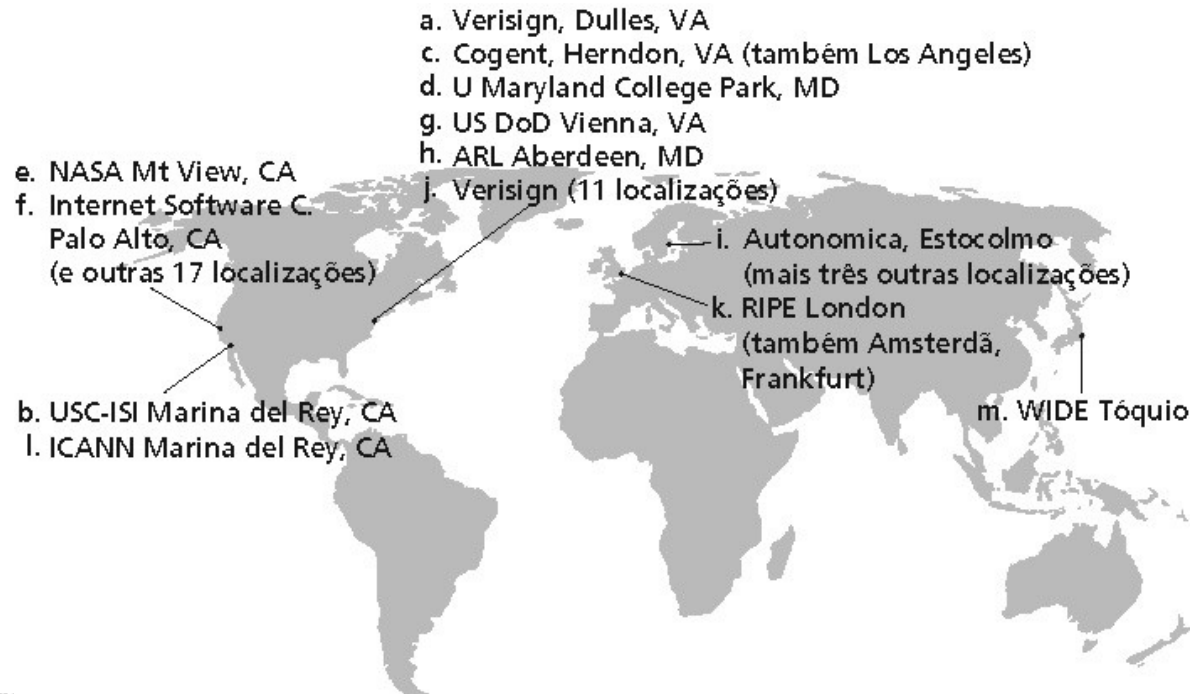 a. Verisign, Dulles, VA
c. Cogent, Herndon, VA (também Los Angeles)
d. U Maryland College Park, MD
g. US DoD Vienna, VA
h. ARL Aberdeen, MD
j. Verisign (11 localizações)
e. NASA Mt View, CA
f. Internet Software C.
Palo Alto, CA
(e outras 17 localizações)
i. Autonomica, Estocolmo
(mais três outras localizações)
k. RIPE London
(também Amsterdã,
Frankfurt)
m. WIDE Tóquio
b. USC-ISI Marina del Rey, CA
l. ICANN Marina del Rey, CA